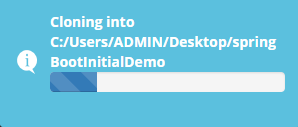 Cloning into
C:/Users/ADMIN/Desktop/spring
BootInitialDemo